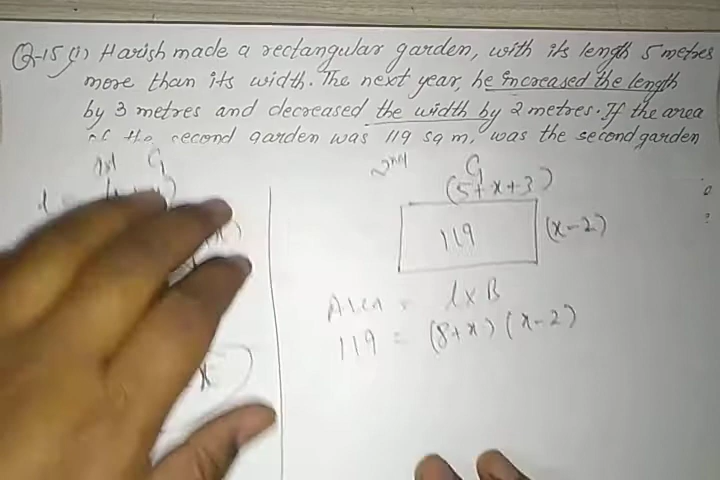 Q-15 (i) Harish made a rectangular garden, with its length 5 metres
more than its width. The next year, he increased the length
by 3 metres and decreased the width by 2 metres. If the area
of the second garden was 119 sq m, was the second garden
1st G
2nd G
(5+x+3)
119
(x-2)
Area = l x B
119 = (8+x)(x-2)